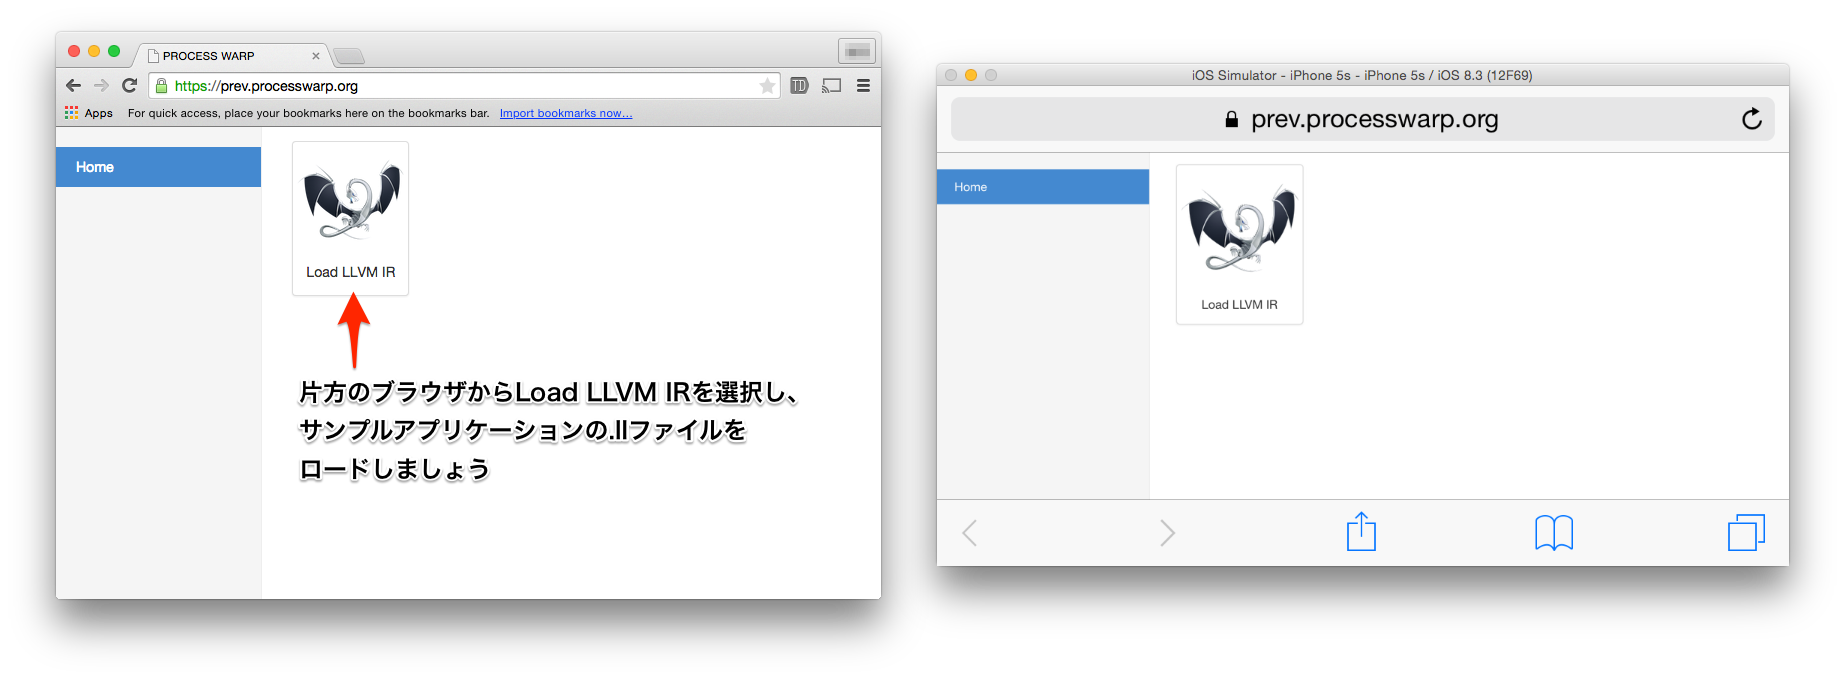 PROCESS WARP
https://prev.processwarp.org
TD
Apps For quick access, place your bookmarks here on the bookmarks bar. Import bookmarks now...
Home
Load LLVM IR
片方のブラウザからLoad LLVM IRを選択し、
サンプルアプリケーションの.llファイルを
ロードしましょう
iOS Simulator - iPhone 5s - iPhone 5s / iOS 8.3 (12F69)
prev.processwarp.org
Home
Load LLVM IR